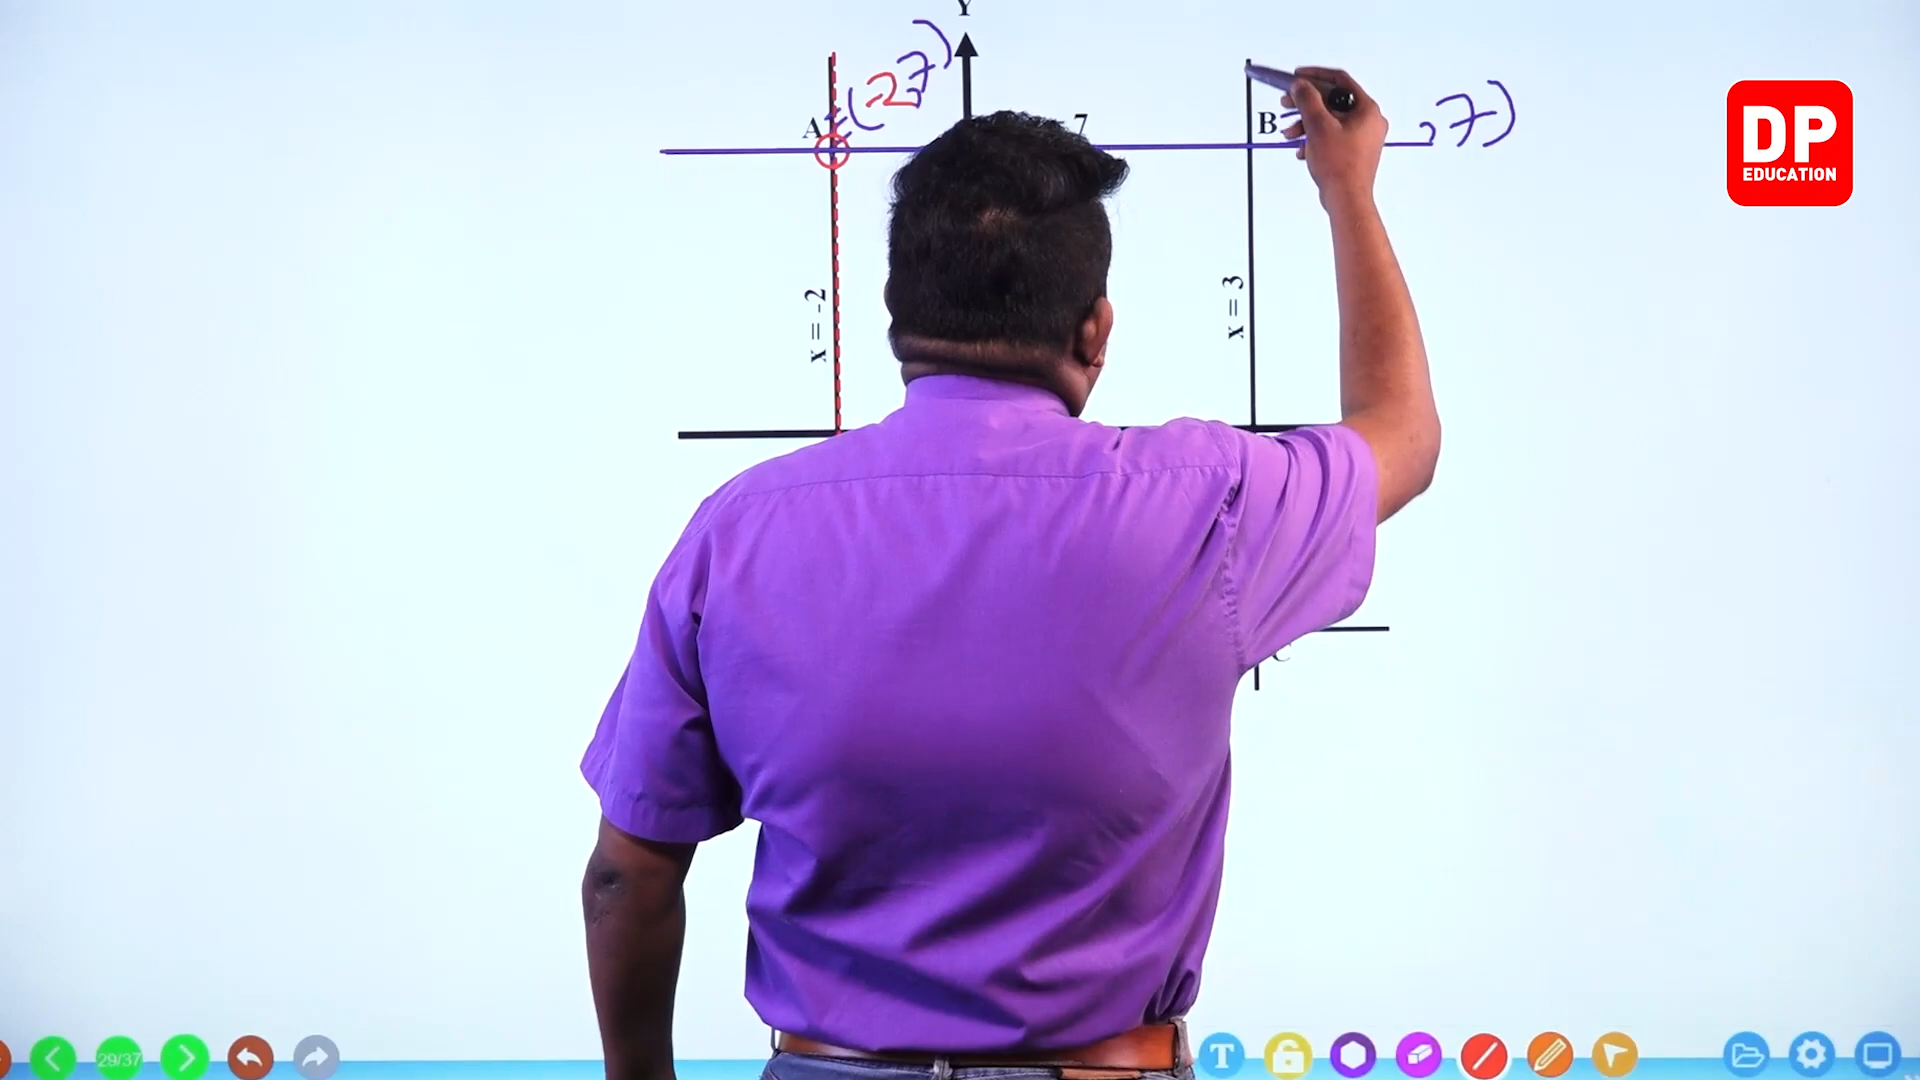 Y
(-2,7)
A =
7
B =
,7)
DP
EDUCATION
x = -2
x = 3
C
29/37
T